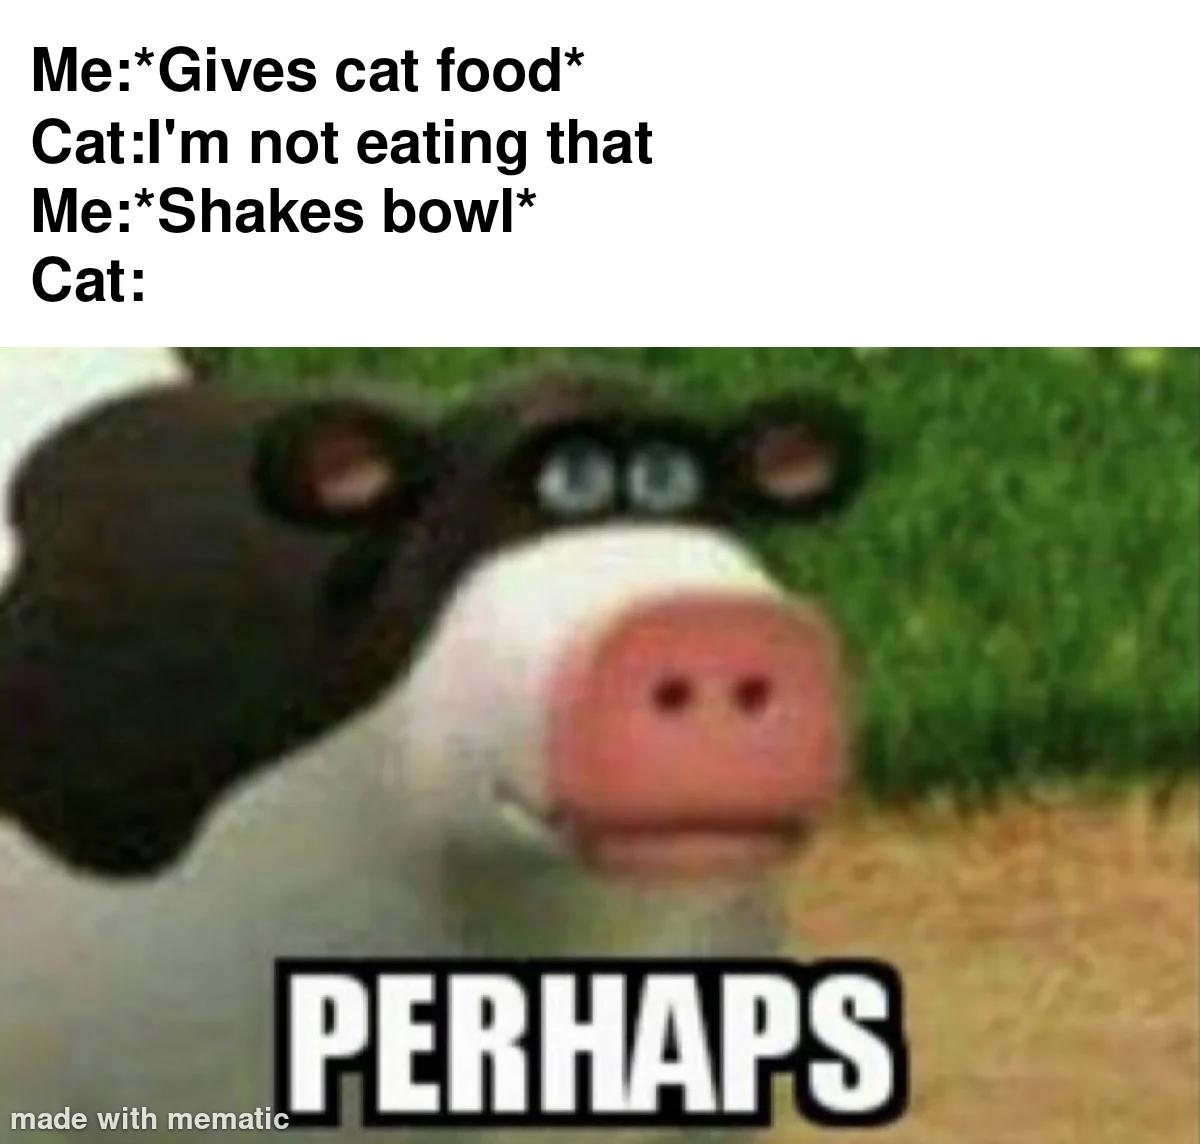 Me:*Gives cat food*
Cat:I'm not eating that
Me:*Shakes bowl*
Cat:
PERHAPS
made with mematic